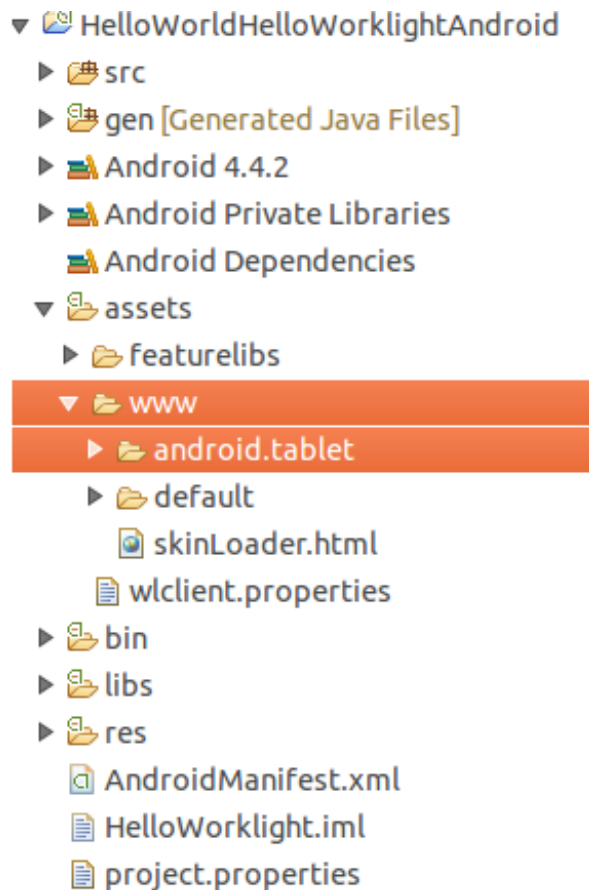 HelloWorldHelloWorklightAndroid
src
gen [Generated Java Files]
Android 4.4.2
Android Private Libraries
Android Dependencies
assets
featurelibs
www
android.tablet
default
skinLoader.html
wlclient.properties
bin
libs
res
AndroidManifest.xml
HelloWorklight.iml
project.properties